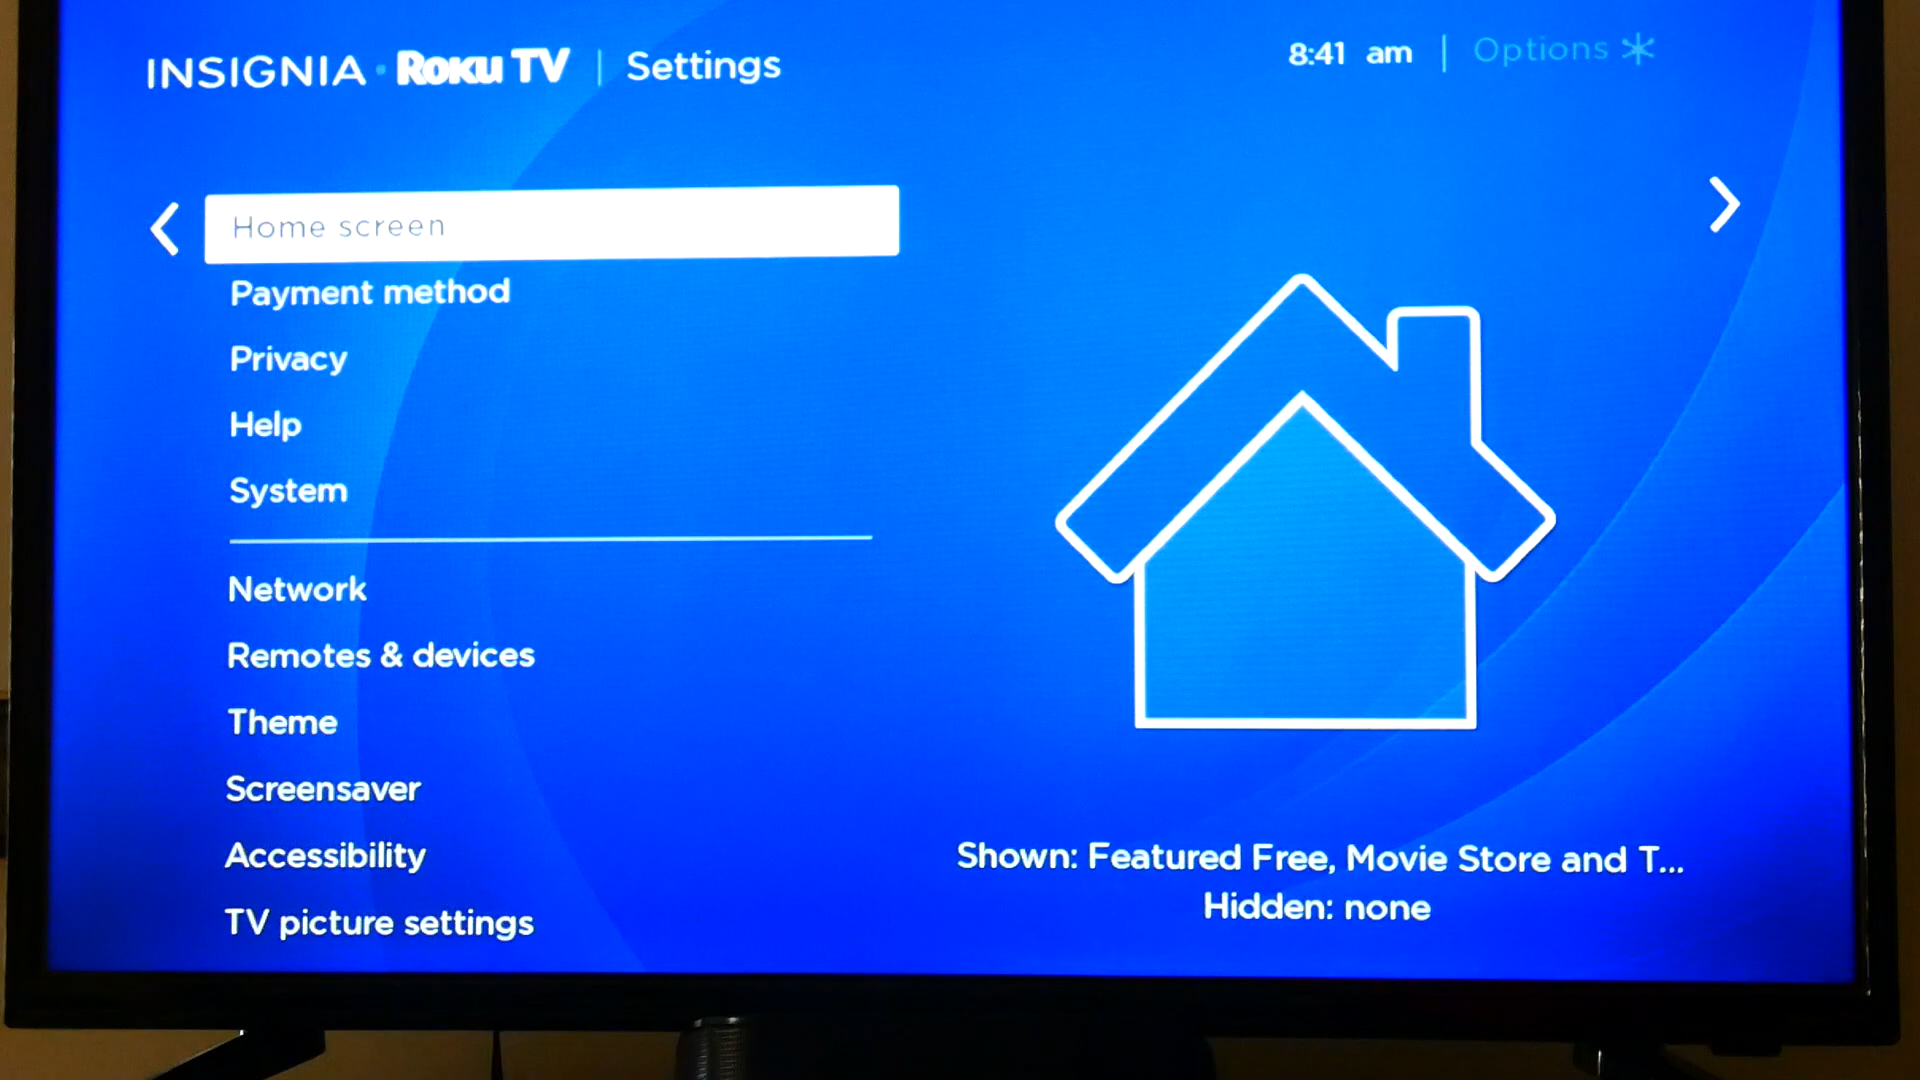 INSIGNIA • Roku TV | Settings
8:41 am | Options
Home screen
Payment method
Privacy
Help
System
Network
Remotes & devices
Theme
Screensaver
Accessibility
TV picture settings
Shown: Featured Free, Movie Store and T...
Hidden: none